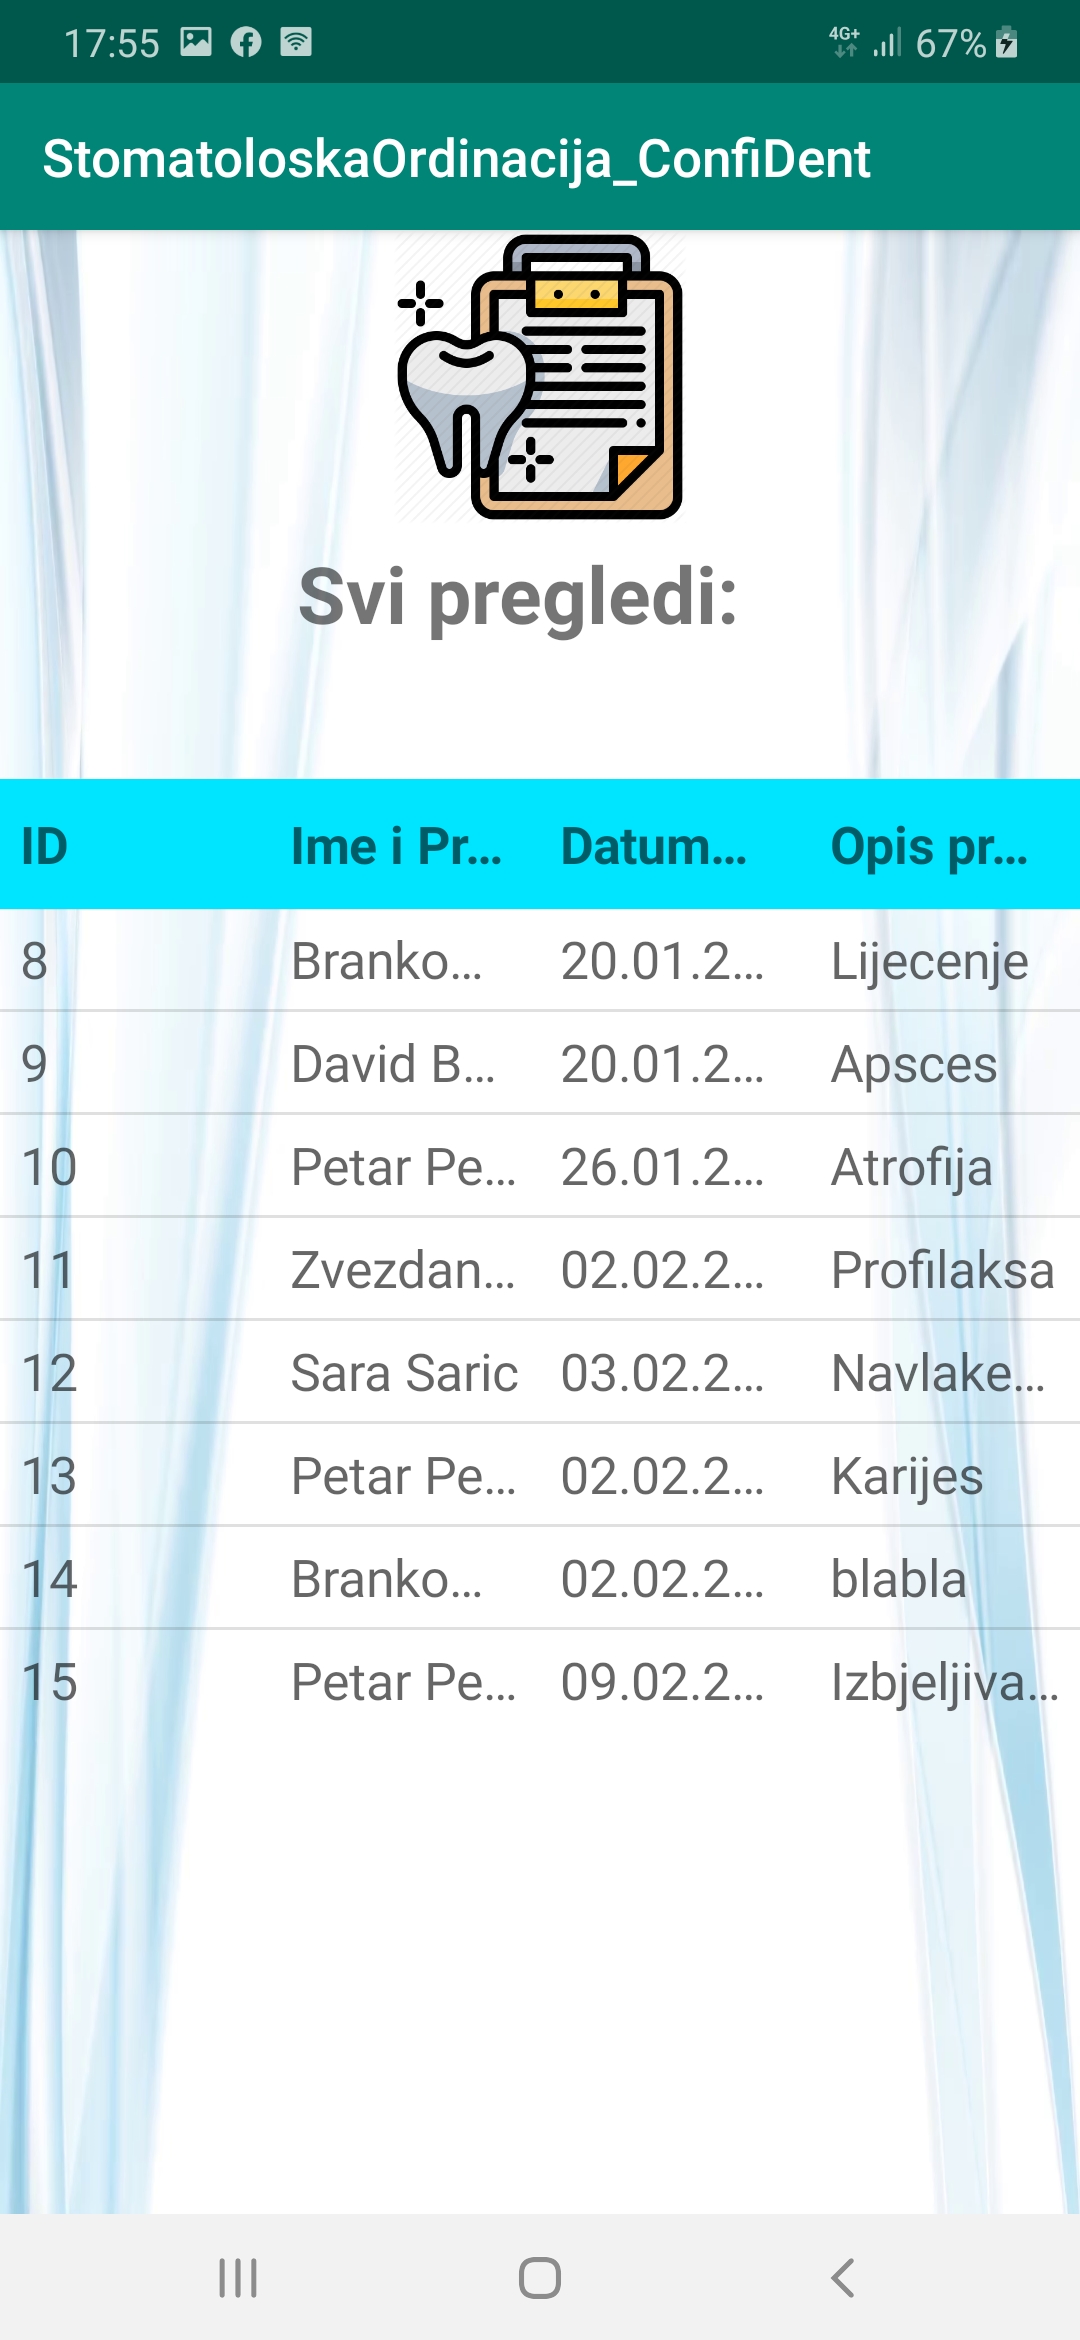 17:55 4G+ 67%
StomatoloskaOrdinacija_ConfiDent
Svi pregledi:
ID Ime i Pr... Datum... Opis pr...
8 Branko... 20.01.2... Lijecenje
9 David B... 20.01.2... Apsces
10 Petar Pe... 26.01.2... Atrofija
11 Zvezdan... 02.02.2... Profilaksa
12 Sara Saric 03.02.2... Navlake...
13 Petar Pe... 02.02.2... Karijes
14 Branko... 02.02.2... blabla
15 Petar Pe... 09.02.2... Izbjeljiva...